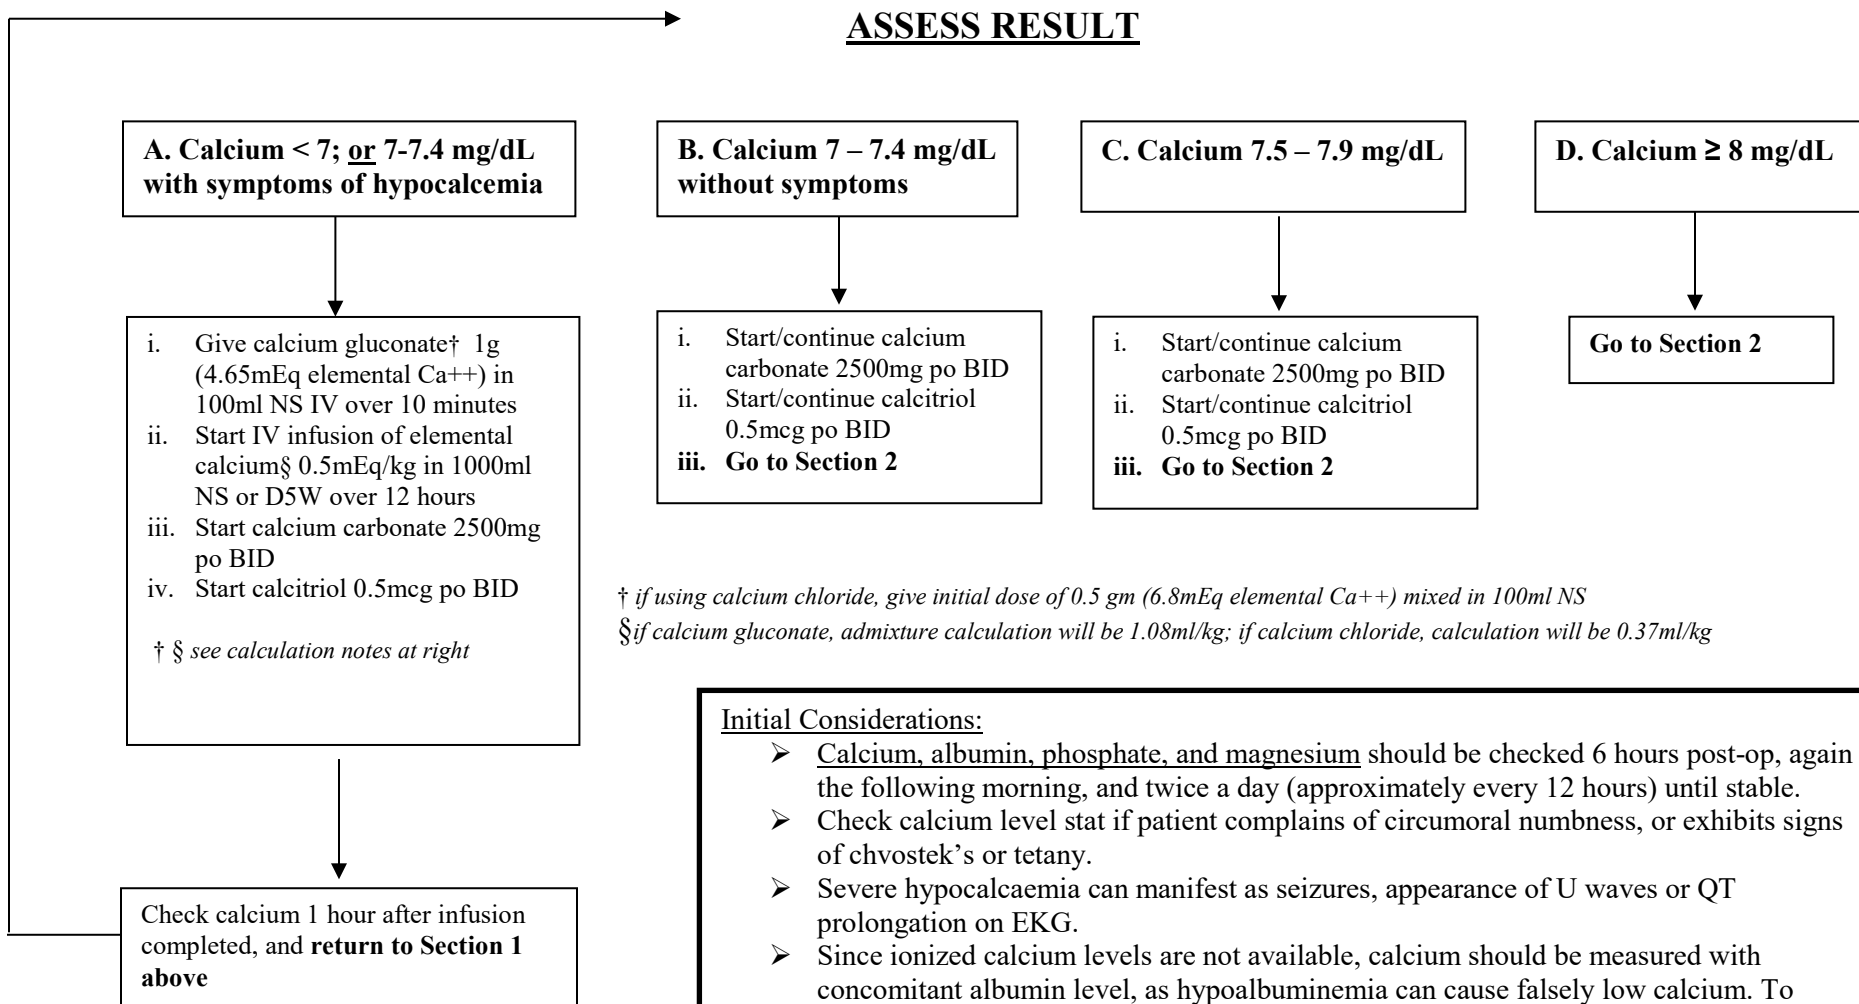 ASSESS RESULT
A. Calcium < 7; or 7-7.4 mg/dL
with symptoms of hypocalcemia
B. Calcium 7 – 7.4 mg/dL
without symptoms
C. Calcium 7.5 – 7.9 mg/dL
D. Calcium ≥ 8 mg/dL
i. Give calcium gluconate† 1g
(4.65mEq elemental Ca++) in
100ml NS IV over 10 minutes
ii. Start IV infusion of elemental
calcium§ 0.5mEq/kg in 1000ml
NS or D5W over 12 hours
iii. Start calcium carbonate 2500mg
po BID
iv. Start calcitriol 0.5mcg po BID
† § see calculation notes at right
i. Start/continue calcium
carbonate 2500mg po BID
ii. Start/continue calcitriol
0.5mcg po BID
iii. Go to Section 2
i. Start/continue calcium
carbonate 2500mg po BID
ii. Start/continue calcitriol
0.5mcg po BID
iii. Go to Section 2
Go to Section 2
† if using calcium chloride, give initial dose of 0.5 gm (6.8mEq elemental Ca++) mixed in 100ml NS
§if calcium gluconate, admixture calculation will be 1.08ml/kg; if calcium chloride, calculation will be 0.37ml/kg
Check calcium 1 hour after infusion
completed, and return to Section 1
above
Initial Considerations:
➢ Calcium, albumin, phosphate, and magnesium should be checked 6 hours post-op, again
the following morning, and twice a day (approximately every 12 hours) until stable.
➢ Check calcium level stat if patient complains of circumoral numbness, or exhibits signs
of chvostek's or tetany.
➢ Severe hypocalcaemia can manifest as seizures, appearance of U waves or QT
prolongation on EKG.
➢ Since ionized calcium levels are not available, calcium should be measured with
concomitant albumin level, as hypoalbuminemia can cause falsely low calcium. To